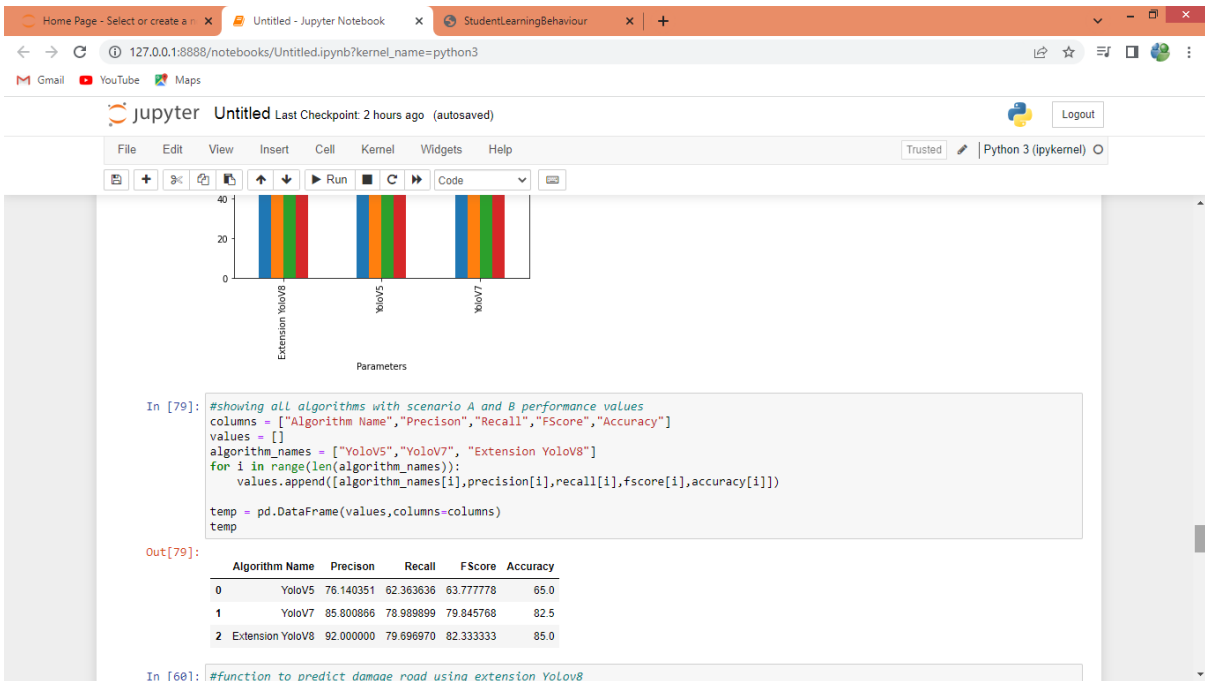 Home Page - Select or create a n
Untitled - Jupyter Notebook
StudentLearningBehaviour
127.0.0.1:8888/notebooks/Untitled.ipynb?kernel_name=python3
Gmail YouTube Maps
jupyter Untitled Last Checkpoint: 2 hours ago (autosaved)
Logout
File Edit View Insert Cell Kernel Widgets Help
Trusted Python 3 (ipykernel)
Run Code
40
20
0
Extension YoloV8
YoloV5
YoloV7
Parameters
In [79]: #showing all algorithms with scenario A and B performance values
columns = ["Algorithm Name","Precison","Recall","FScore","Accuracy"]
values = []
algorithm_names = ["YoloV5","YoloV7", "Extension YoloV8"]
for i in range(len(algorithm_names)):
    values.append([algorithm_names[i],precision[i],recall[i],fscore[i],accuracy[i]])
temp = pd.DataFrame(values,columns=columns)
temp
Out[79]:
Algorithm Name Precison Recall FScore Accuracy
0 YoloV5 76.140351 62.363636 63.777778 65.0
1 YoloV7 85.800866 78.989899 79.845768 82.5
2 Extension YoloV8 92.000000 79.696970 82.333333 85.0
In [60]: #function to predict damage road using extension Yolov8